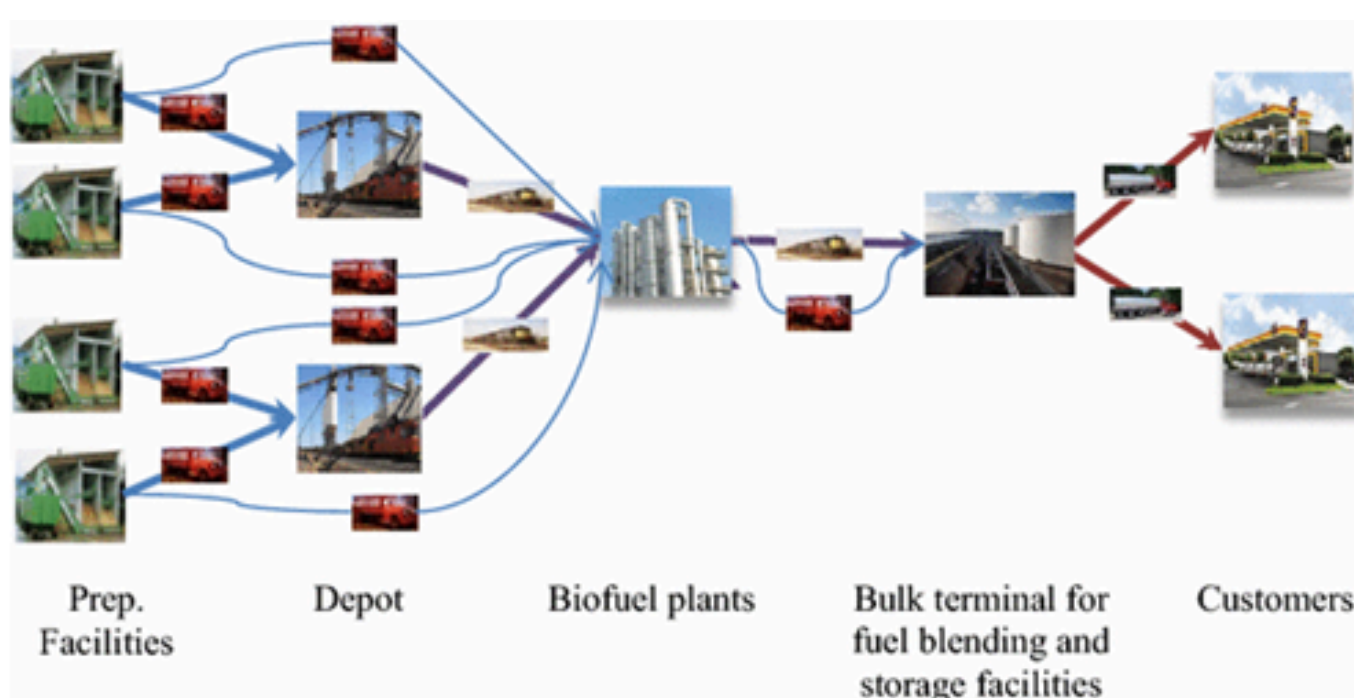 Prep.
Facilities
Depot
Biofuel plants
Bulk terminal for
fuel blending and
storage facilities
Customers